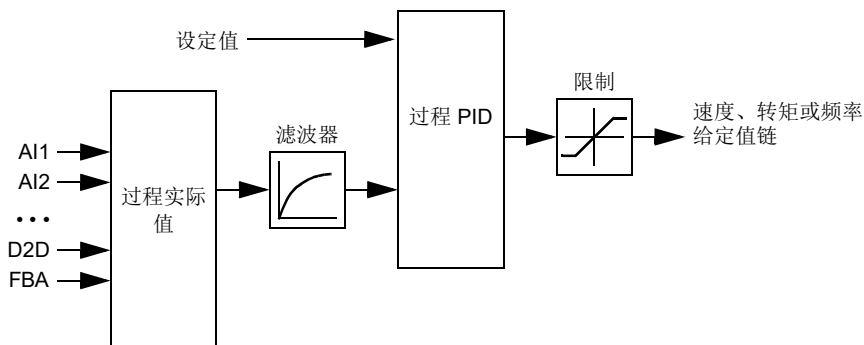 设定值
限制
过程 PID
速度、转矩或频率
给定值链
滤波器
AI1
AI2
过程实际
值
•••
D2D
FBA